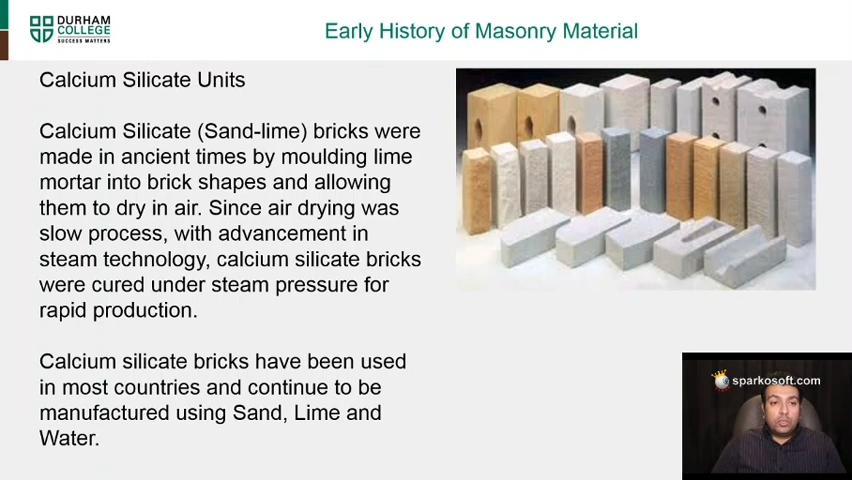 DURHAM
COLLEGE
SUCCESS MATTERS
Early History of Masonry Material
Calcium Silicate Units
Calcium Silicate (Sand-lime) bricks were
made in ancient times by moulding lime
mortar into brick shapes and allowing
them to dry in air. Since air drying was
slow process, with advancement in
steam technology, calcium silicate bricks
were cured under steam pressure for
rapid production.
Calcium silicate bricks have been used
in most countries and continue to be
manufactured using Sand, Lime and
Water.
sparkosoft.com